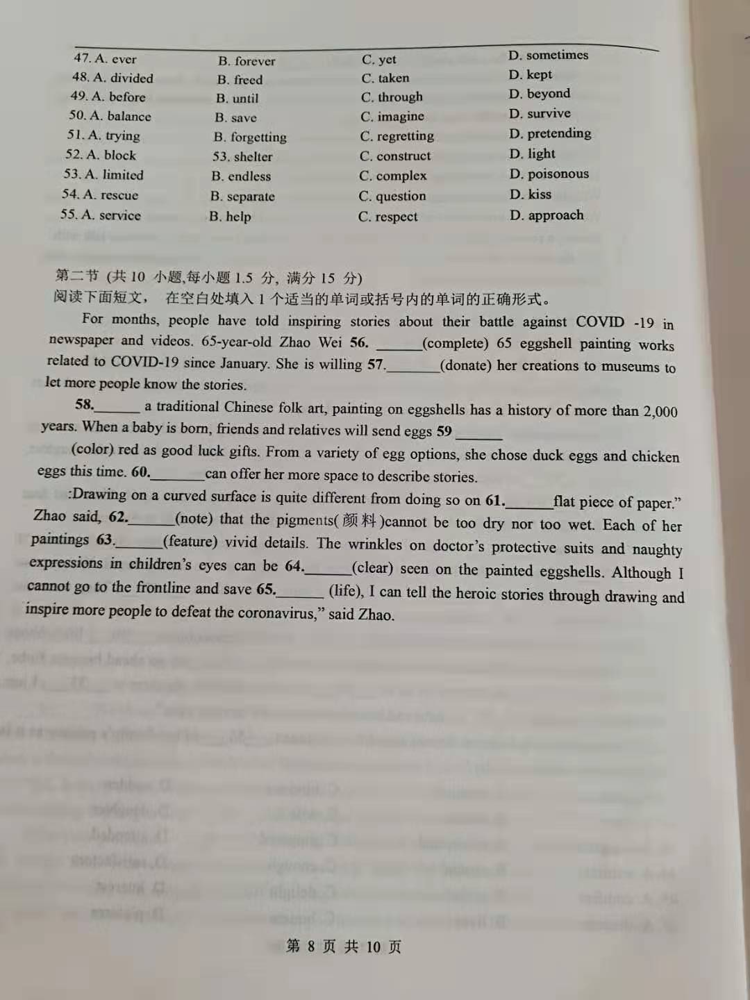 47. A. ever B. forever C. yet D. sometimes
48. A. divided B. freed C. taken D. kept
49. A. before B. until C. through D. beyond
50. A. balance B. save C. imagine D. survive
51. A. trying B. forgetting C. regretting D. pretending
52. A. block 53. shelter C. construct D. light
53. A. limited B. endless C. complex D. poisonous
54. A. rescue B. separate C. question D. kiss
55. A. service B. help C. respect D. approach
第二节 (共10 小题,每小题1.5 分, 满分15 分)
阅读下面短文， 在空白处填入1个适当的单词或括号内的单词的正确形式。
For months, people have told inspiring stories about their battle against COVID -19 in
newspaper and videos. 65-year-old Zhao Wei 56. ______(complete) 65 eggshell painting works
related to COVID-19 since January. She is willing 57._______(donate) her creations to museums to
let more people know the stories.
58.______ a traditional Chinese folk art, painting on eggshells has a history of more than 2,000
years. When a baby is born, friends and relatives will send eggs 59 ______
(color) red as good luck gifts. From a variety of egg options, she chose duck eggs and chicken
eggs this time. 60._______can offer her more space to describe stories.
:Drawing on a curved surface is quite different from doing so on 61.______flat piece of paper.”
Zhao said, 62.______(note) that the pigments(颜料)cannot be too dry nor too wet. Each of her
paintings 63.______(feature) vivid details. The wrinkles on doctor’s protective suits and naughty
expressions in children’s eyes can be 64.______(clear) seen on the painted eggshells. Although I
cannot go to the frontline and save 65.______ (life), I can tell the heroic stories through drawing and
inspire more people to defeat the coronavirus,” said Zhao.
第 8 页 共 10 页